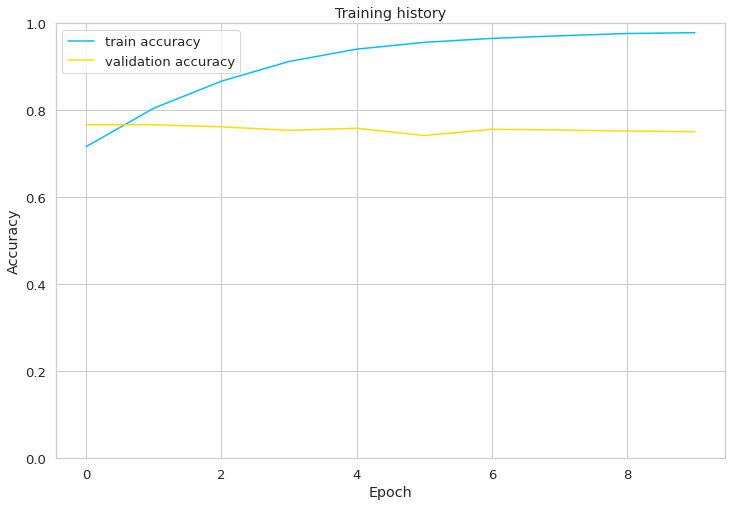 Training history
train accuracy
validation accuracy
1.0
0.8
0.6
0.4
0.2
0.0
Accuracy
0 2 4 6 8
Epoch